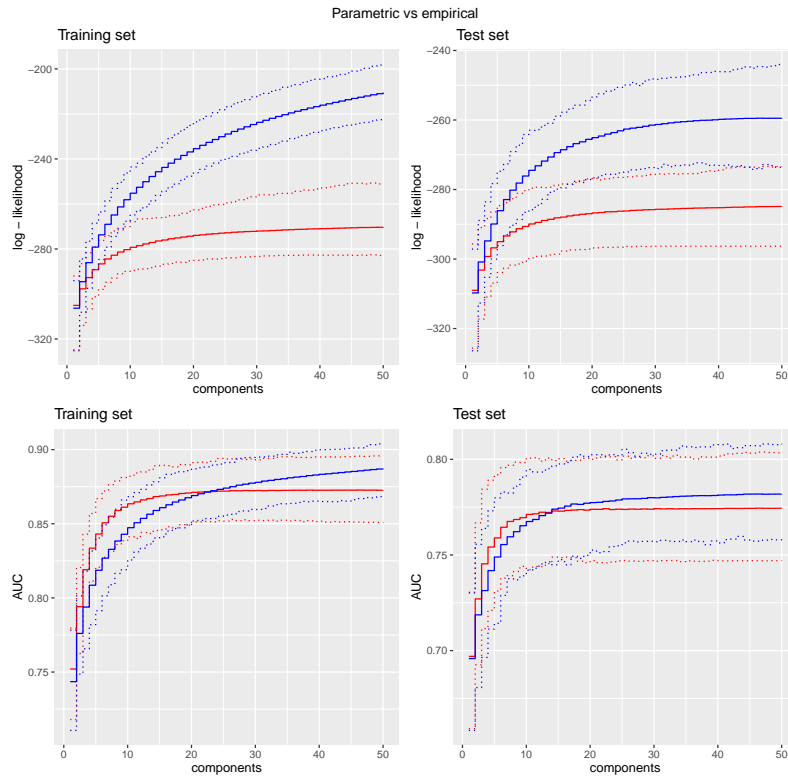 Parametric vs empirical
Training set
log − likelihood
−200
−240
−280
−320
0 10 20 30 40 50
components
Test set
log − likelihood
−240
−260
−280
−300
−320
0 10 20 30 40 50
components
Training set
AUC
0.90
0.85
0.80
0.75
0 10 20 30 40 50
components
Test set
AUC
0.80
0.75
0.70
0 10 20 30 40 50
components